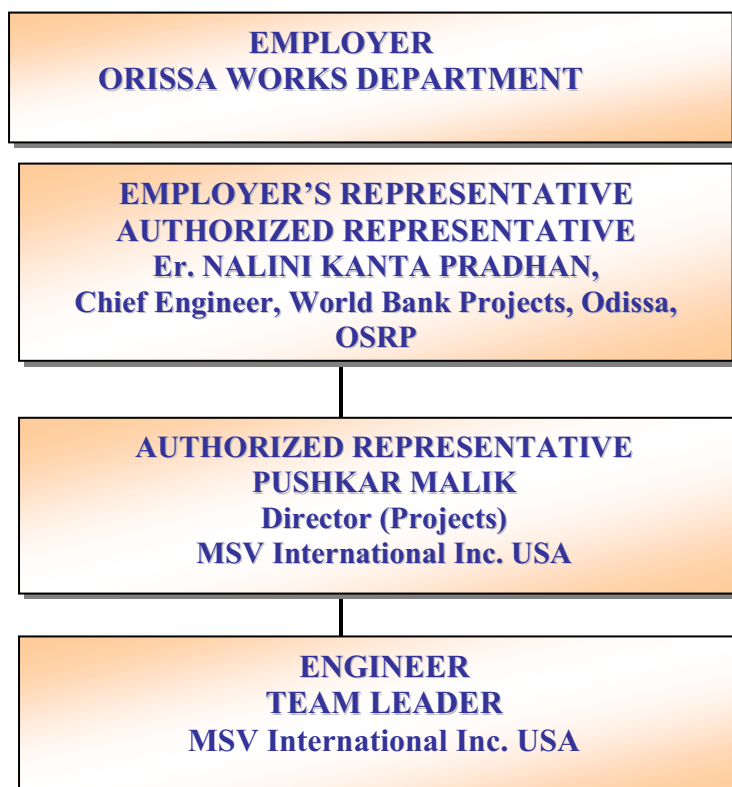 EMPLOYER
ORISSA WORKS DEPARTMENT
EMPLOYER'S REPRESENTATIVE
AUTHORIZED REPRESENTATIVE
Er. NALINI KANTA PRADHAN,
Chief Engineer, World Bank Projects, Odissa,
OSRP
AUTHORIZED REPRESENTATIVE
PUSHKAR MALIK
Director (Projects)
MSV International Inc. USA
ENGINEER
TEAM LEADER
MSV International Inc. USA